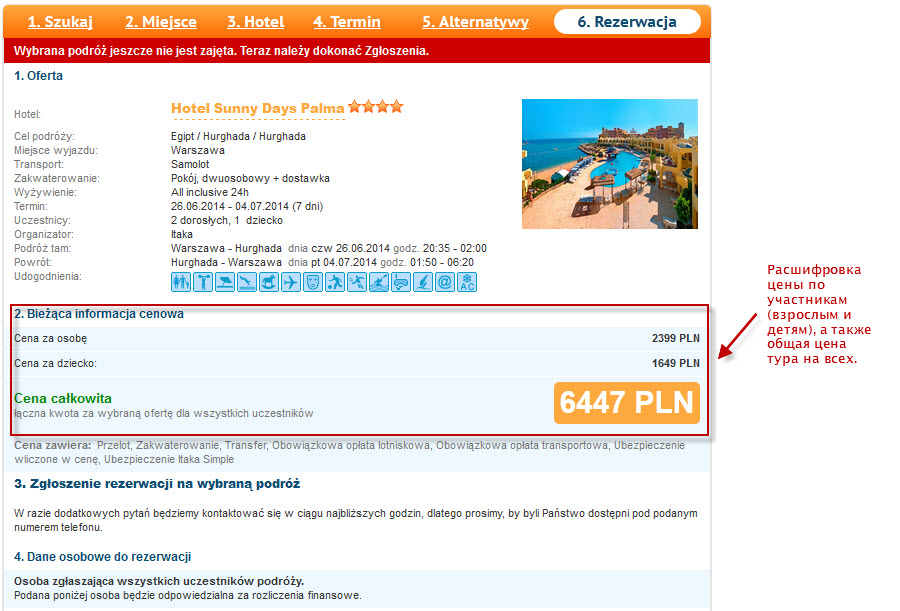 1. Szukaj 2. Miejsce 3. Hotel 4. Termin 5. Alternatywy 6. Rezerwacja
Wybrana podróż jeszcze nie jest zajęta. Teraz należy dokonać Zgłoszenia.
1. Oferta
Hotel: Hotel Sunny Days Palma
Cel podróży: Egipt / Hurghada / Hurghada
Miejsce wyjazdu: Warszawa
Transport: Samolot
Zakwaterowanie: Pokój, dwuosobowy + dostawka
Wyżywienie: All inclusive 24h
Termin: 26.06.2014 - 04.07.2014 (7 dni)
Uczestnicy: 2 dorosłych, 1 dziecko
Organizator: Itaka
Podróż tam: Warszawa - Hurghada dnia czw 26.06.2014 godz. 20:35 - 02:00
Powrót: Hurghada - Warszawa dnia pt 04.07.2014 godz. 01:50 - 06:20
Udogodnienia:
@ AC
2. Bieżąca informacja cenowa
Cena za osobę 2399 PLN
Cena za dziecko: 1649 PLN
Cena całkowita
łączna kwota za wybraną ofertę dla wszystkich uczestników
6447 PLN
Cena zawiera: Przelot, Zakwaterowanie, Transfer, Obowiązkowa opłata lotniskowa, Obowiązkowa opłata transportowa, Ubezpieczenie
wliczone w cenę, Ubezpieczenie Itaka Simple
3. Zgłoszenie rezerwacji na wybraną podróż
W razie dodatkowych pytań będziemy kontaktować się w ciągu najbliższych godzin, dlatego prosimy, by byli Państwo dostępni pod podanym
numerem telefonu.
4. Dane osobowe do rezerwacji
Osoba zgłaszająca wszystkich uczestników podróży.
Podana poniżej osoba będzie odpowiedzialna za rozliczenia finansowe.
Расшифровка
цены по
участникам
(взрослым и
детям), а также
общая цена
тура на всех.